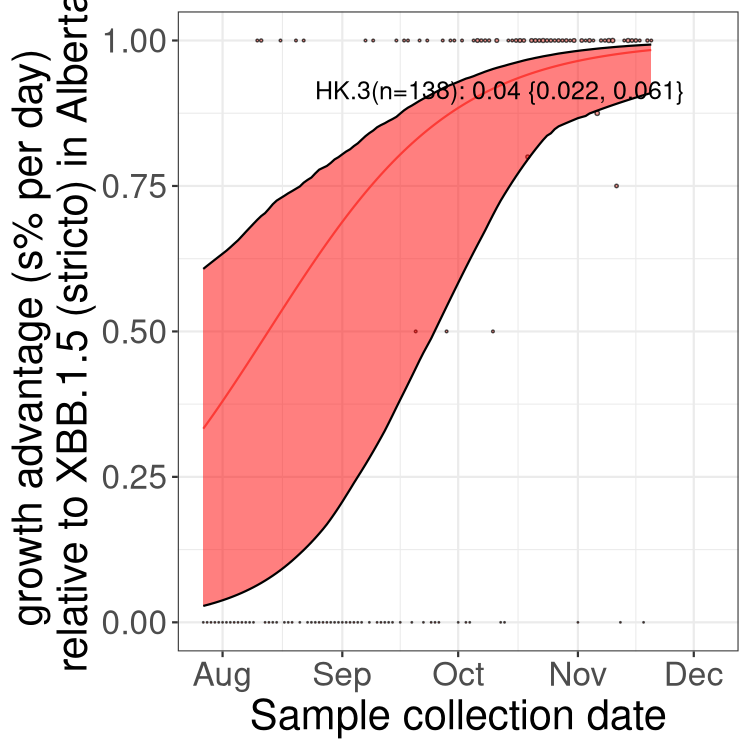 growth advantage (s% per day)
relative to XBB.1.5 (stricto) in Alberta
1.00
0.75
0.50
0.25
0.00
HK.3(n=138): 0.04 {0.022, 0.061}
Aug Sep Oct Nov Dec
Sample collection date